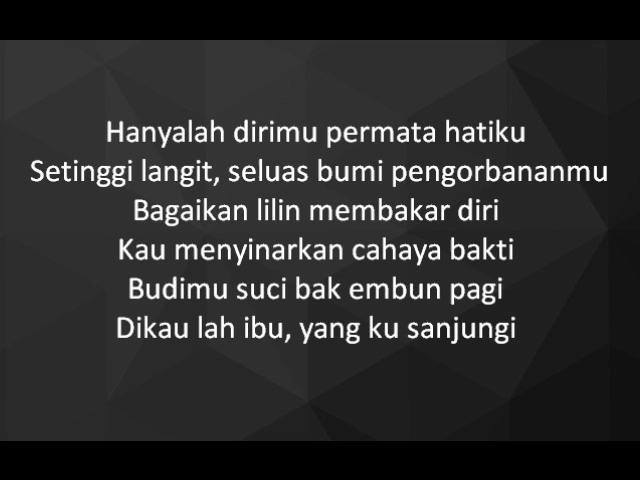 Hanyalah dirimu permata hatiku
Setinggi langit, seluas bumi pengorbananmu
Bagaikan lilin membakar diri
Kau menyinarkan cahaya bakti
Budimu suci bak embun pagi
Dikau lah ibu, yang ku sanjungi